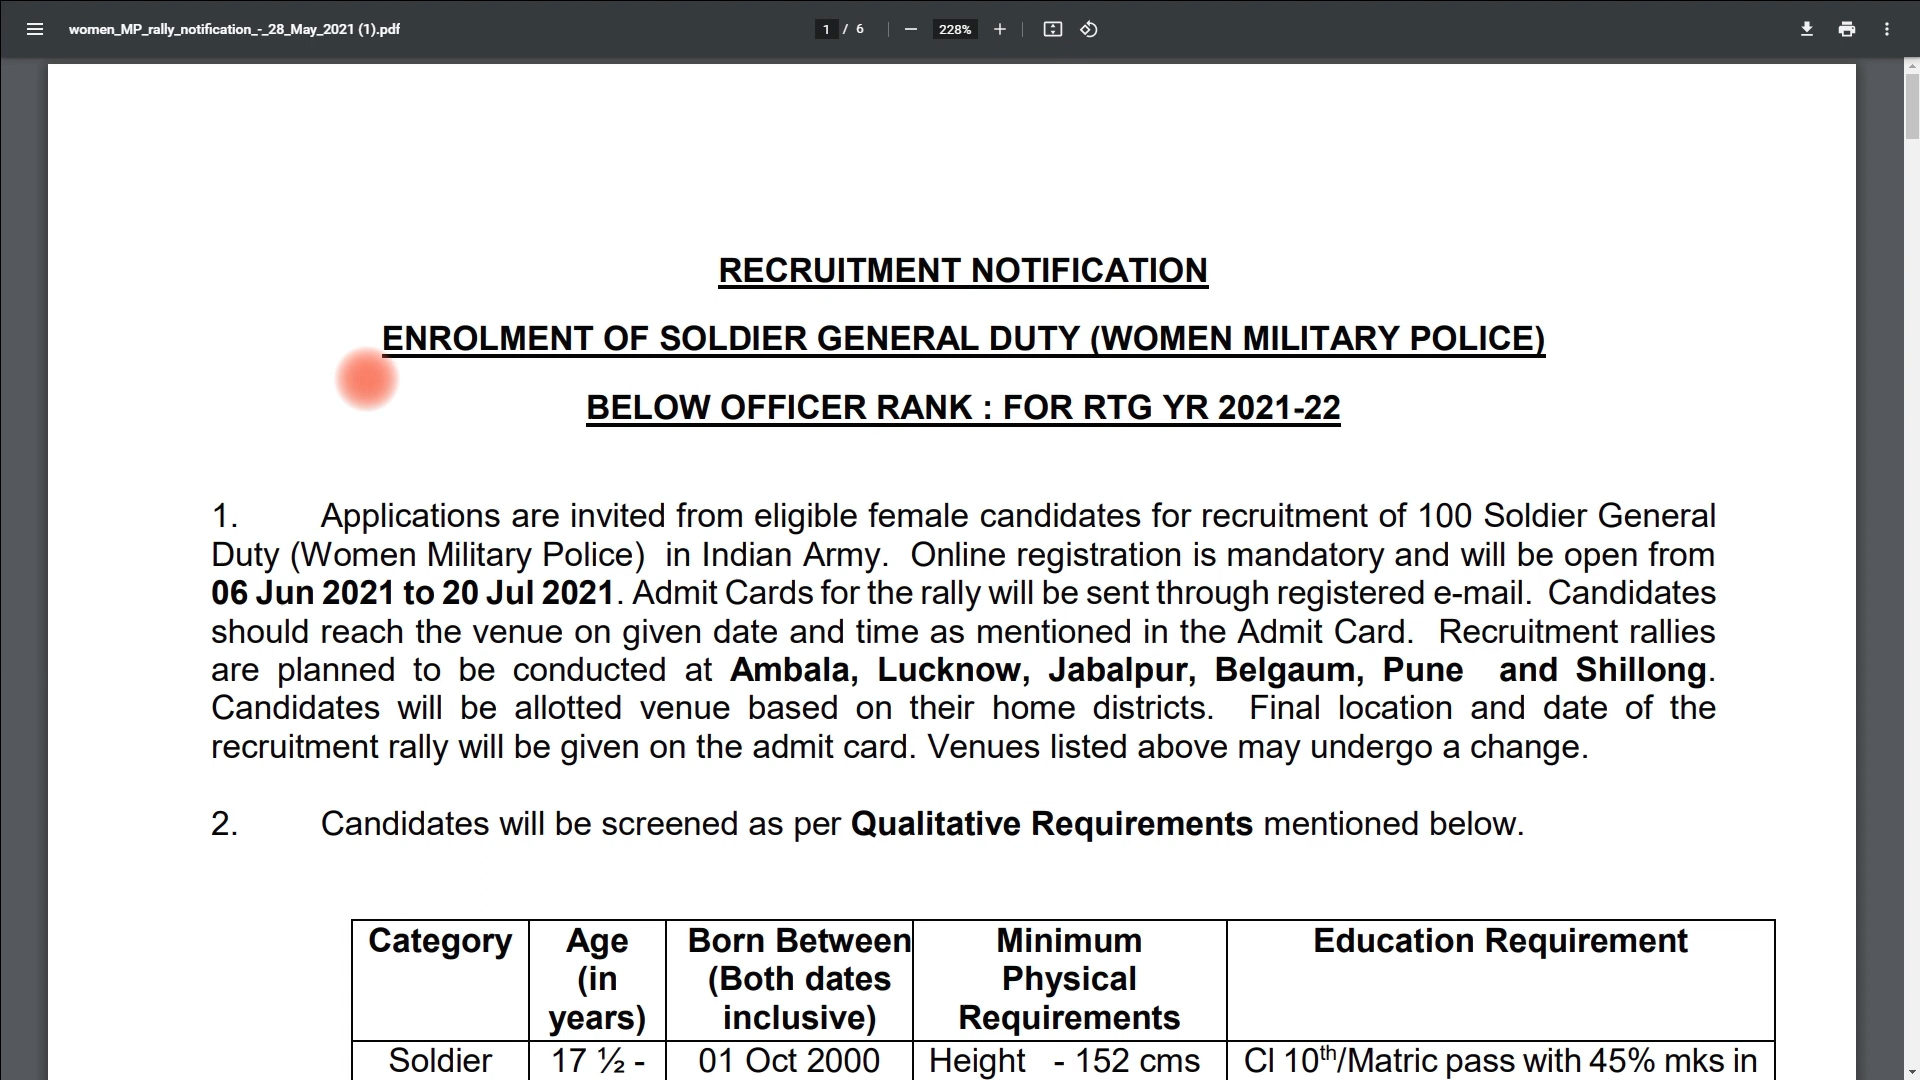 women_MP_rally_notification_-_28_May_2021 (1).pdf
1 / 6
228%
RECRUITMENT NOTIFICATION
ENROLMENT OF SOLDIER GENERAL DUTY (WOMEN MILITARY POLICE)
BELOW OFFICER RANK : FOR RTG YR 2021-22
1. Applications are invited from eligible female candidates for recruitment of 100 Soldier General
Duty (Women Military Police) in Indian Army. Online registration is mandatory and will be open from
06 Jun 2021 to 20 Jul 2021. Admit Cards for the rally will be sent through registered e-mail. Candidates
should reach the venue on given date and time as mentioned in the Admit Card. Recruitment rallies
are planned to be conducted at Ambala, Lucknow, Jabalpur, Belgaum, Pune and Shillong.
Candidates will be allotted venue based on their home districts. Final location and date of the
recruitment rally will be given on the admit card. Venues listed above may undergo a change.
2. Candidates will be screened as per Qualitative Requirements mentioned below.
Category Age Born Between Minimum Education Requirement
(in (Both dates Physical
years) inclusive) Requirements
Soldier 17 ½ - 01 Oct 2000 Height - 152 cms Cl 10th/Matric pass with 45% mks in